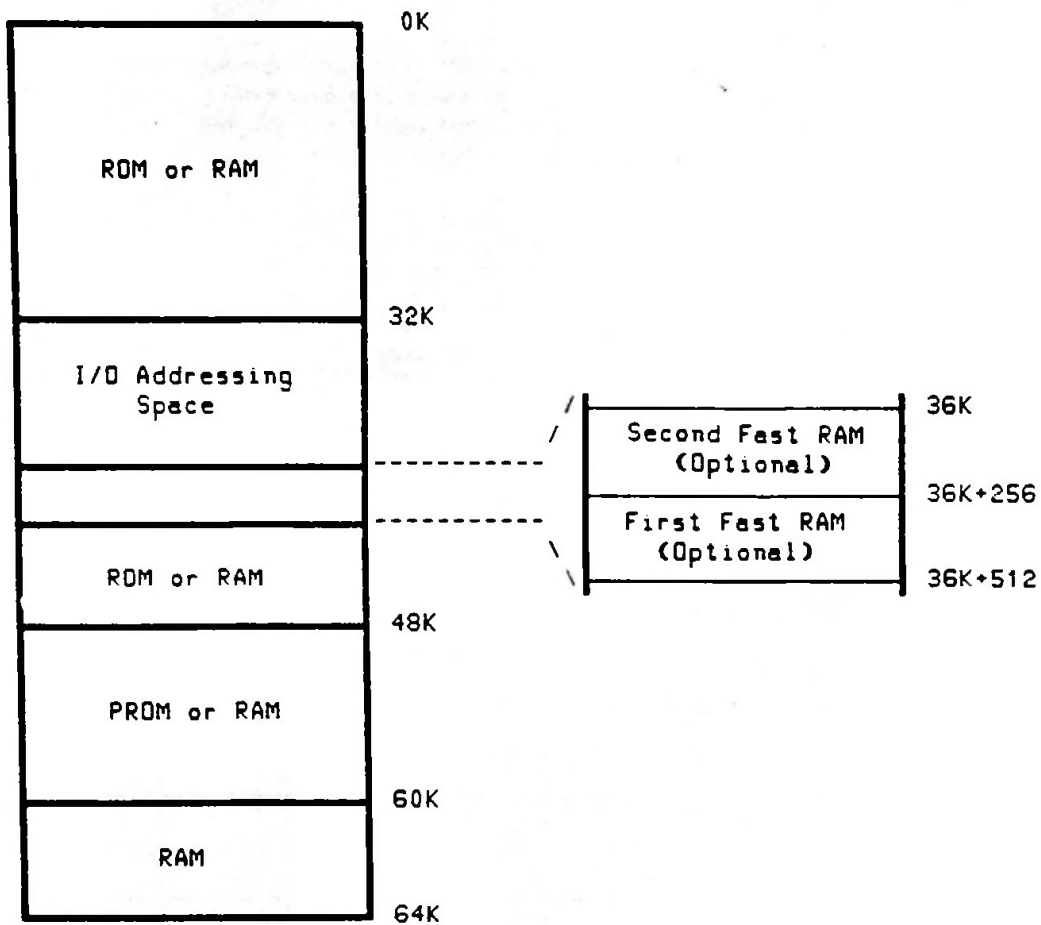 0K
ROM or RAM
32K
I/O Addressing
Space
36K
Second Fast RAM
(Optional)
36K+256
First Fast RAM
(Optional)
36K+512
ROM or RAM
48K
PROM or RAM
60K
RAM
64K